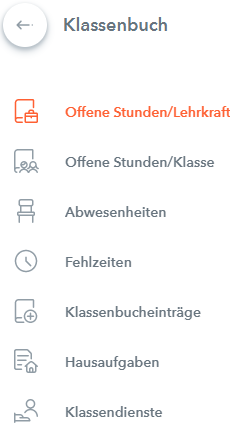 Klassenbuch
Offene Stunden/Lehrkraft
Offene Stunden/Klasse
Abwesenheiten
Fehlzeiten
Klassenbucheinträge
Hausaufgaben
Klassendienste